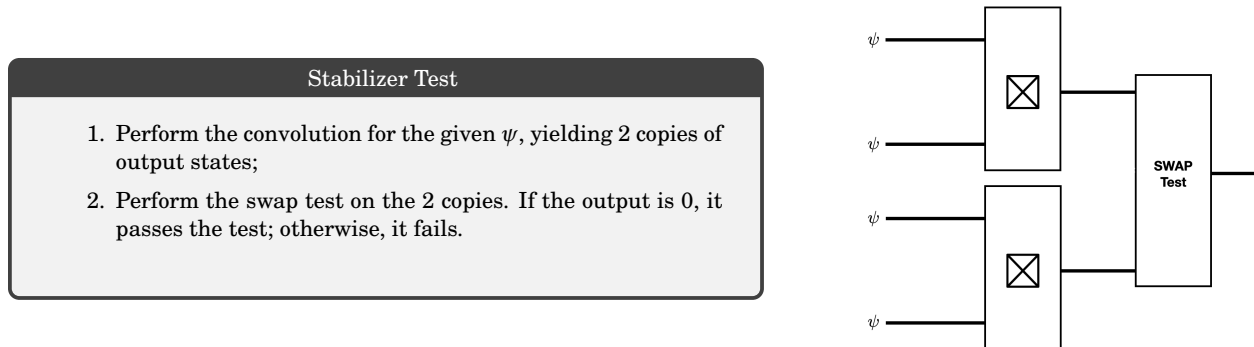 Stabilizer Test
1. Perform the convolution for the given ψ, yielding 2 copies of
output states;
2. Perform the swap test on the 2 copies. If the output is 0, it
passes the test; otherwise, it fails.
ψ
ψ
ψ
ψ
SWAP
Test